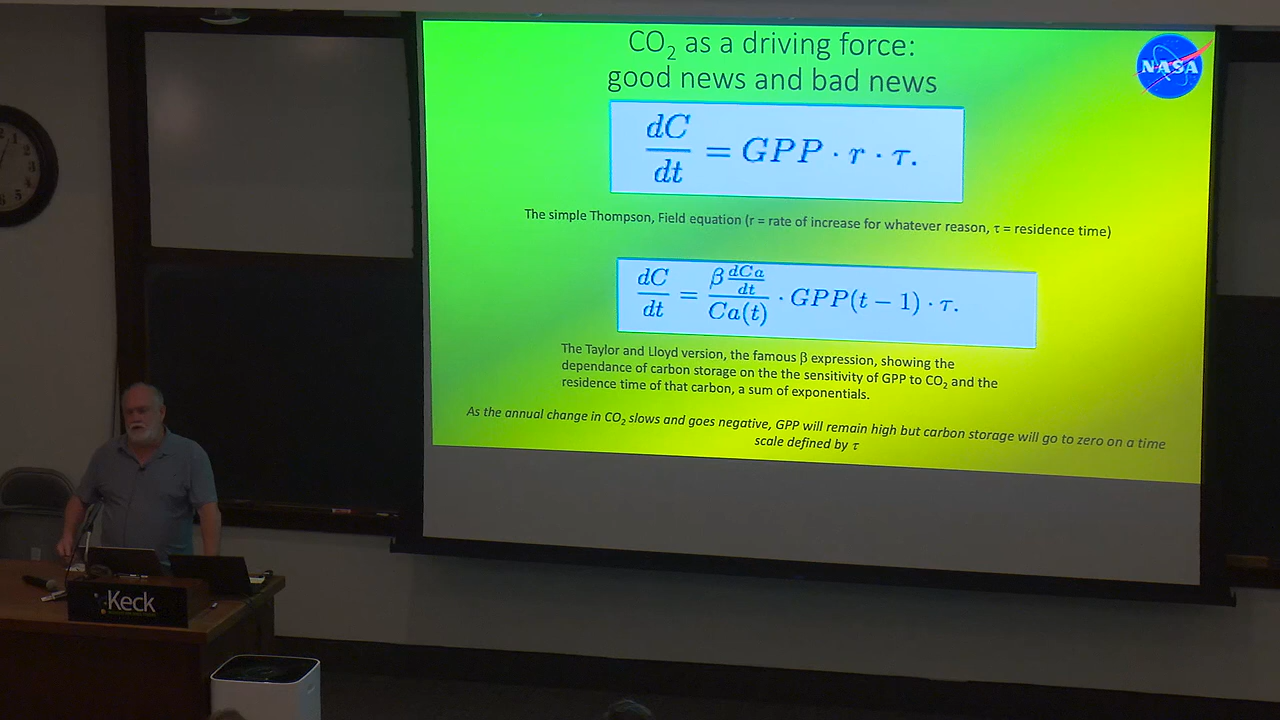 CO₂ as a driving force:
good news and bad news
NASA
dC/dt = GPP · r · τ.
The simple Thompson, Field equation (r = rate of increase for whatever reason, τ = residence time)
dC/dt = β dCa/dt / Ca(t) · GPP(t − 1) · τ.
The Taylor and Lloyd version, the famous β expression, showing the
dependance of carbon storage on the the sensitivity of GPP to CO₂ and the
residence time of that carbon, a sum of exponentials.
As the annual change in CO₂ slows and goes negative, GPP will remain high but carbon storage will go to zero on a time
scale defined by τ
Keck